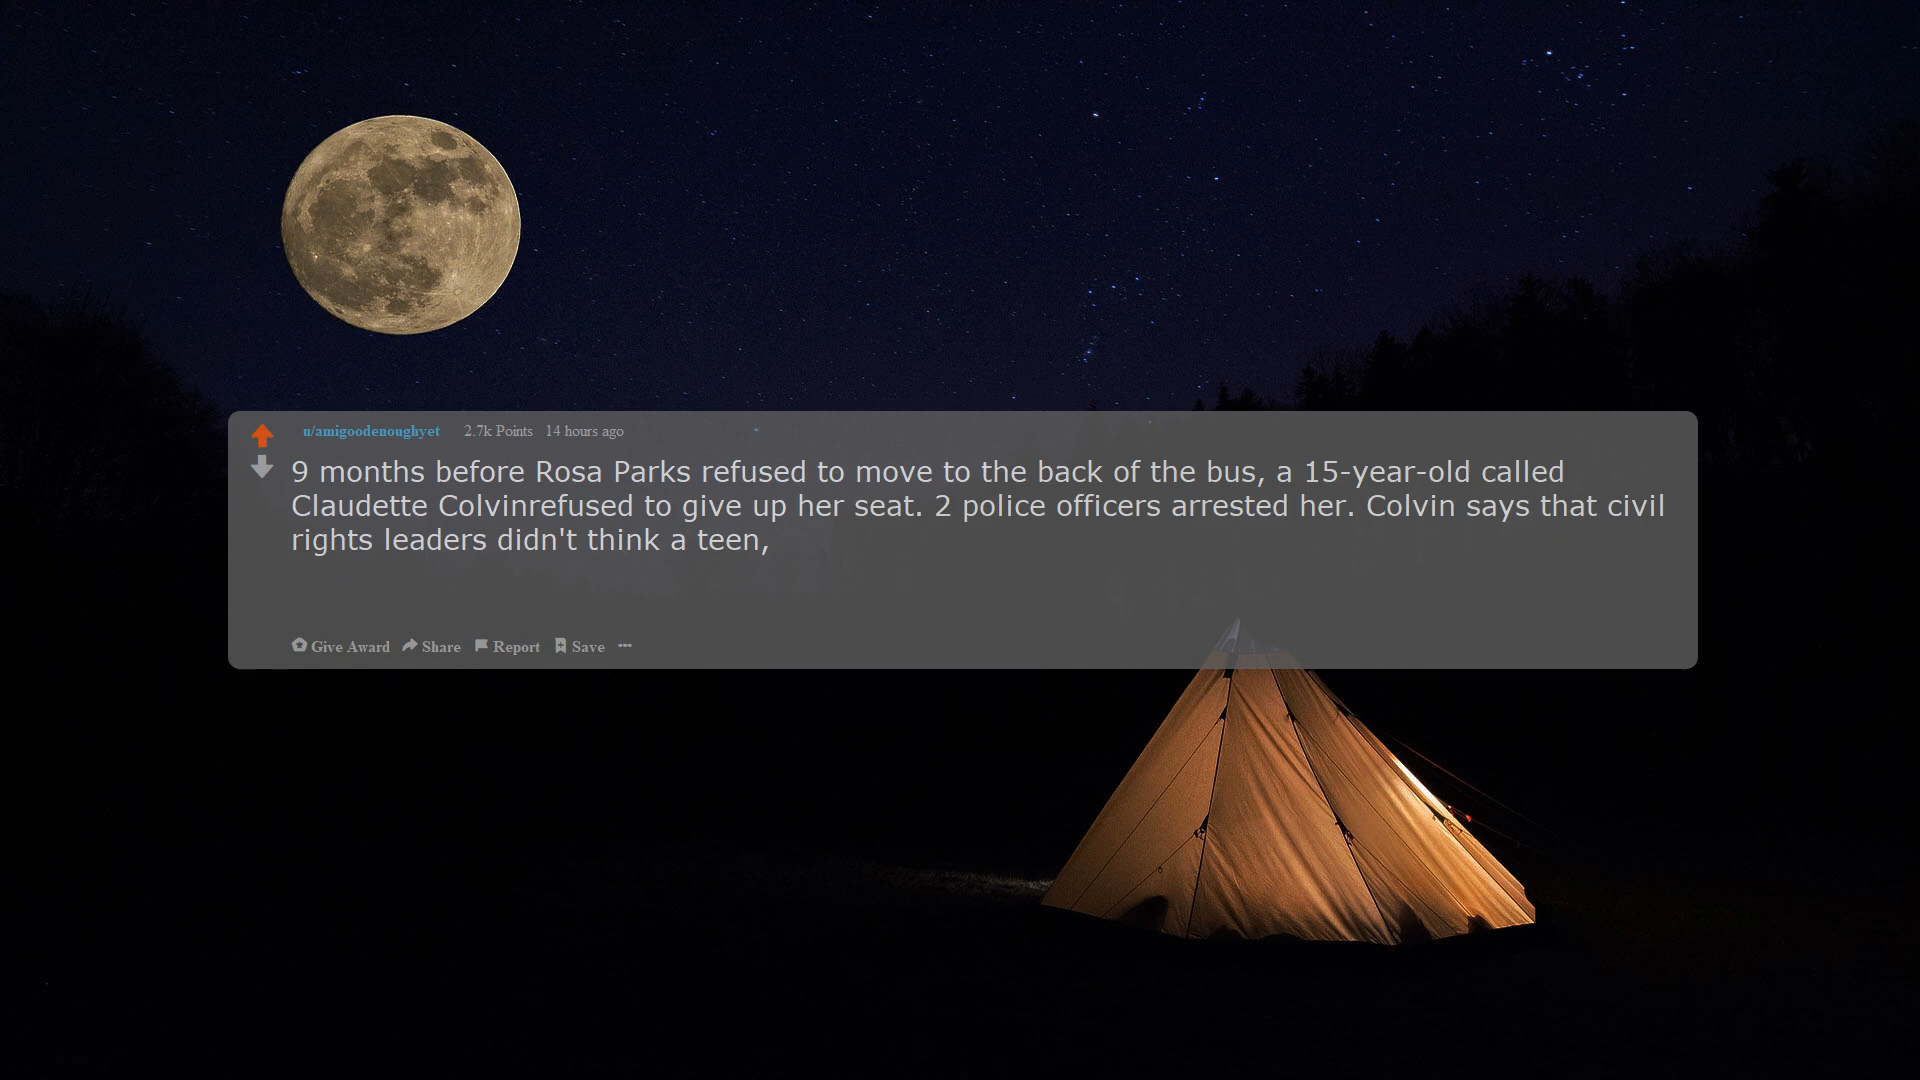 u/amigoodenoughyet 2.7k Points 14 hours ago
9 months before Rosa Parks refused to move to the back of the bus, a 15-year-old called
Claudette Colvinrefused to give up her seat. 2 police officers arrested her. Colvin says that civil
rights leaders didn't think a teen,
Give Award Share Report Save